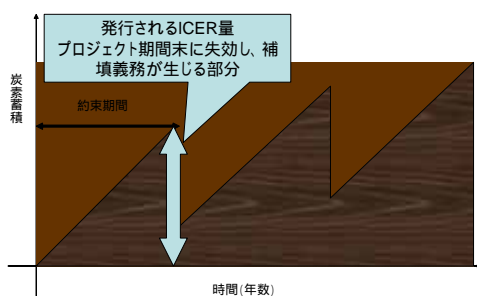 発行されるlCER量
プロジェクト期間末に失効し、補
填義務が生じる部分
炭素蓄積
約束期間
時間(年数)